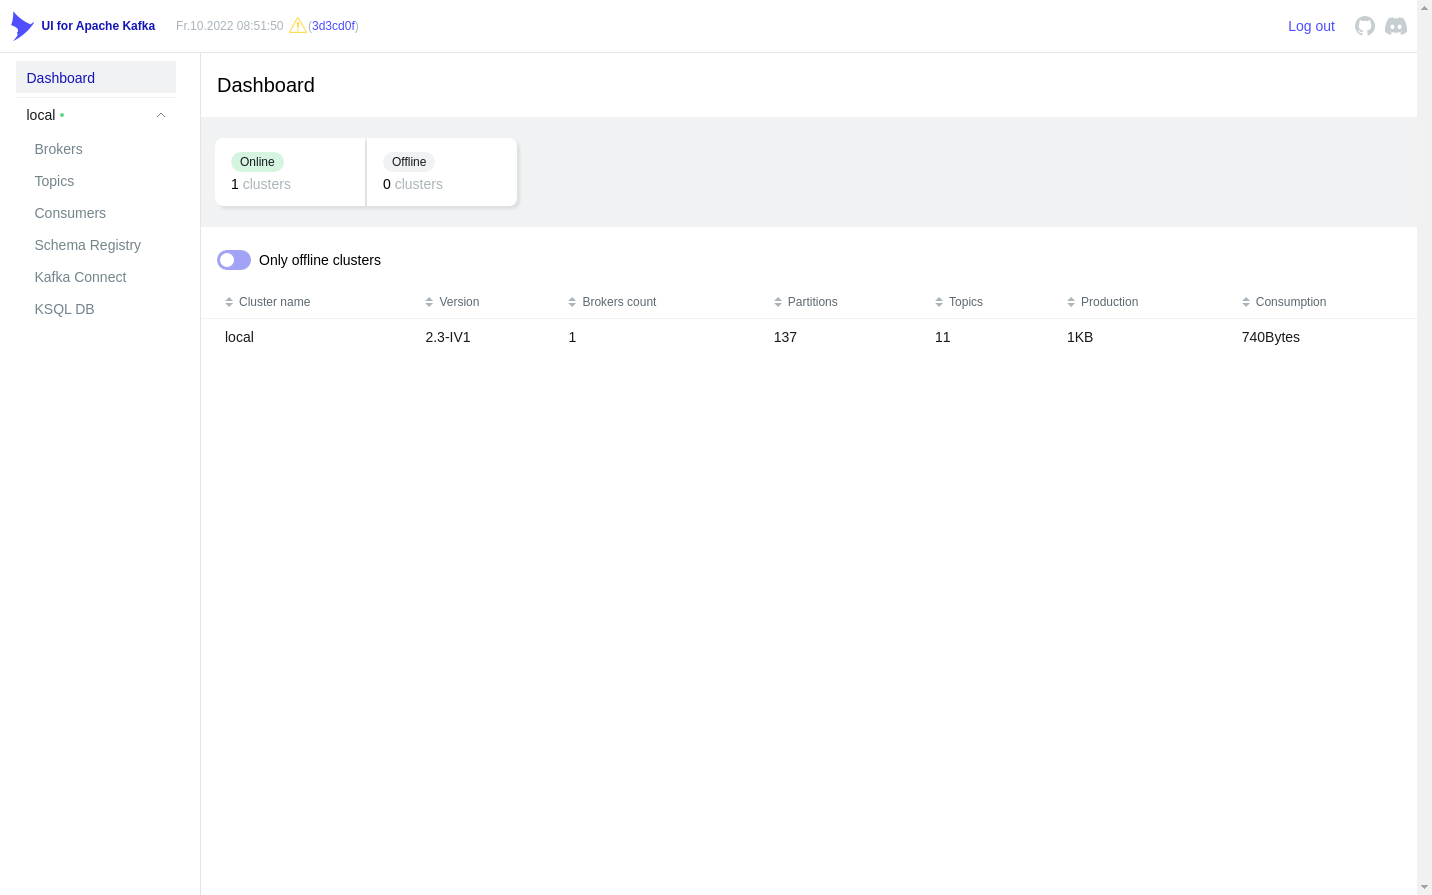 UI for Apache Kafka Fr.10.2022 08:51:50 (3d3cd0f) Log out
Dashboard
local
Brokers
Topics
Consumers
Schema Registry
Kafka Connect
KSQL DB
Dashboard
Online Offline
1 clusters 0 clusters
Only offline clusters
Cluster name Version Brokers count Partitions Topics Production Consumption
local 2.3-IV1 1 137 11 1KB 740Bytes